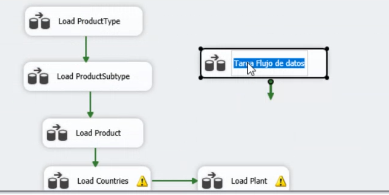 Load ProductType
Tarea Flujo de datos
Load ProductSubtype
Load Product
Load Countries
Load Plant